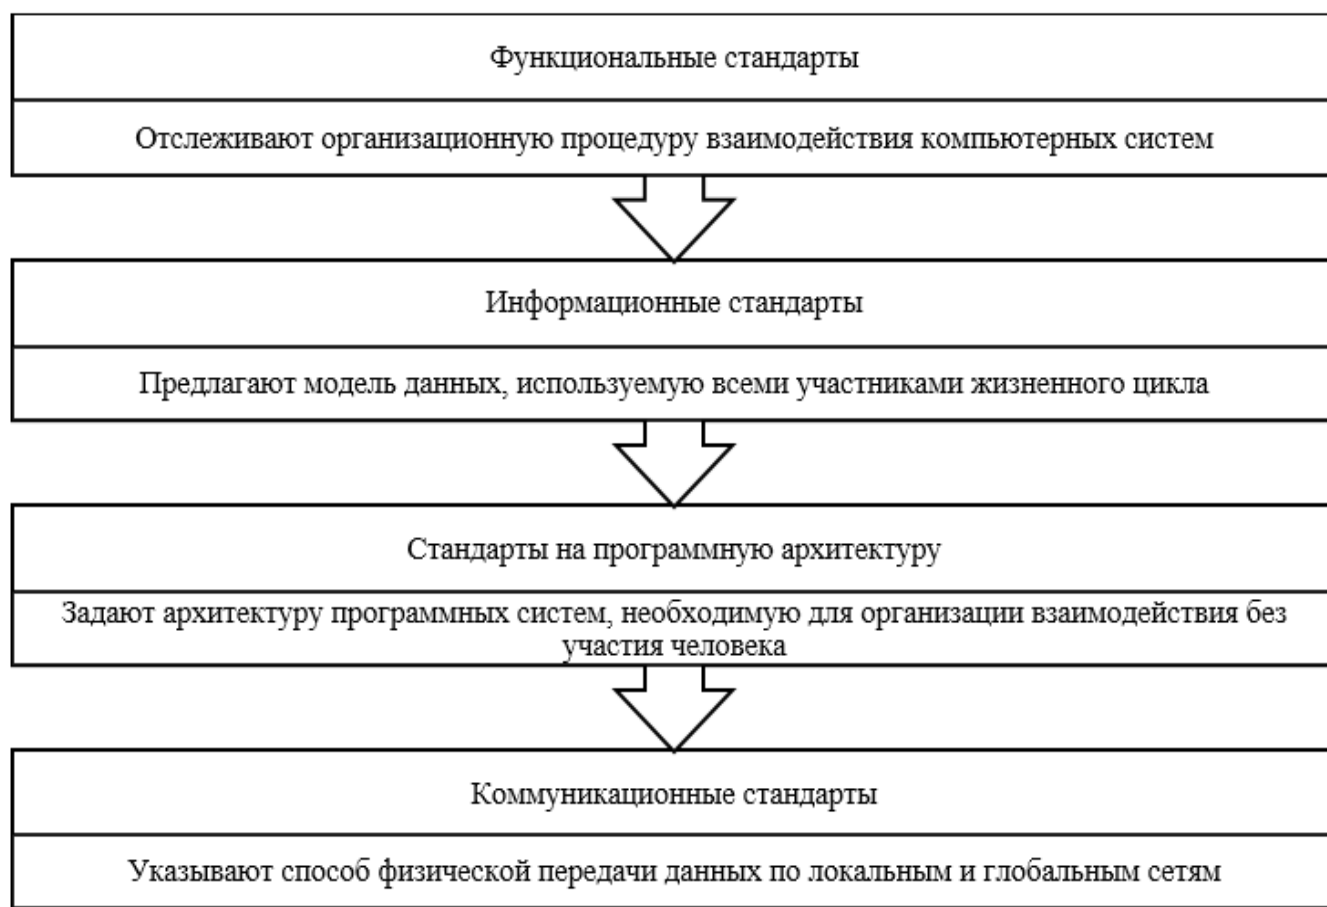 Функциональные стандарты
Отслеживают организационную процедуру взаимодействия компьютерных систем
Информационные стандарты
Предлагают модель данных, используемую всеми участниками жизненного цикла
Стандарты на программную архитектуру
Задают архитектуру программных систем, необходимую для организации взаимодействия без
участия человека
Коммуникационные стандарты
Указывают способ физической передачи данных по локальным и глобальным сетям